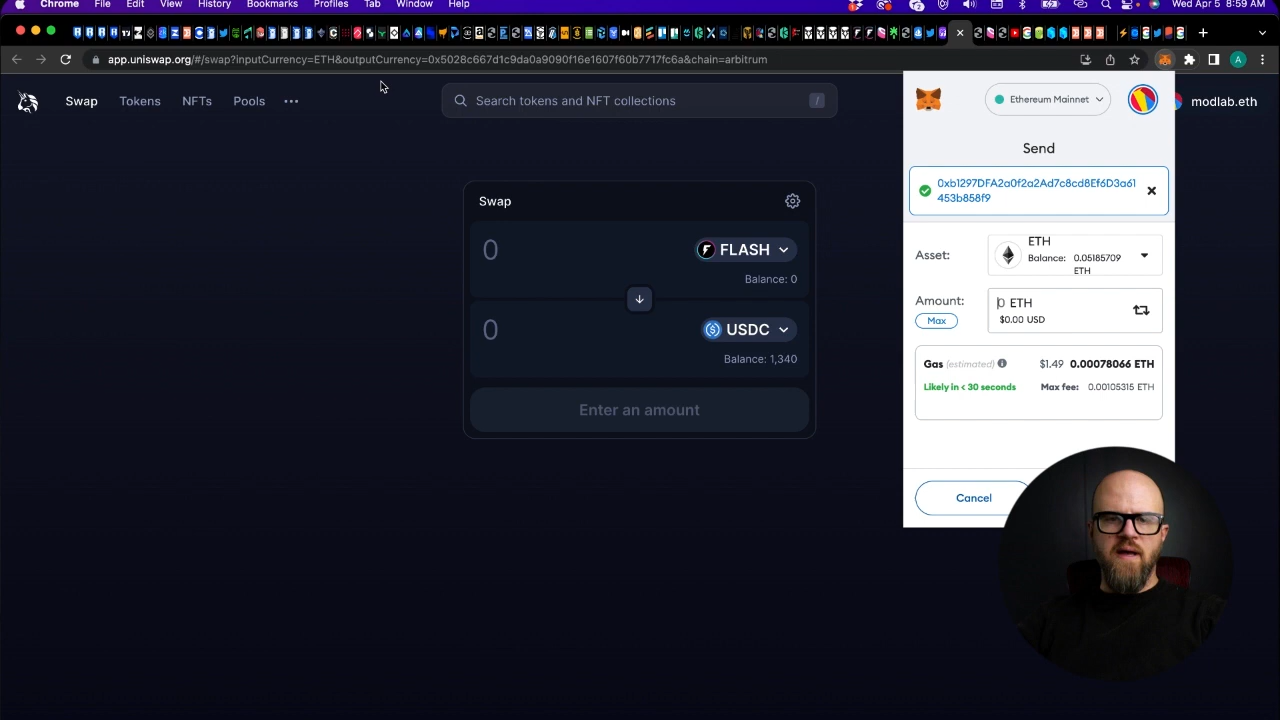 Chrome File Edit View History Bookmarks Profiles Tab Window Help Wed Apr 5 8:59 AM
app.uniswap.org/#/swap?inputCurrency=ETH&outputCurrency=0x5028c667d1c9da0a9090f16e1607f60b7717fc6a&chain=arbitrum
A
Swap Tokens NFTs Pools
Search tokens and NFT collections /
modlab.eth
Swap
0 FLASH
Balance: 0
0 USDC
Balance: 1,340
Enter an amount
Ethereum Mainnet
Send
0xb1297DFA2a0f2a2Ad7c8cd8Ef6D3a61
453b858f9
Asset:
ETH
Balance: 0.05185709
ETH
Amount:
Max
0 ETH
$0.00 USD
Gas (estimated) $1.49 0.00078066 ETH
Likely in < 30 seconds Max fee: 0.00105315 ETH
Cancel